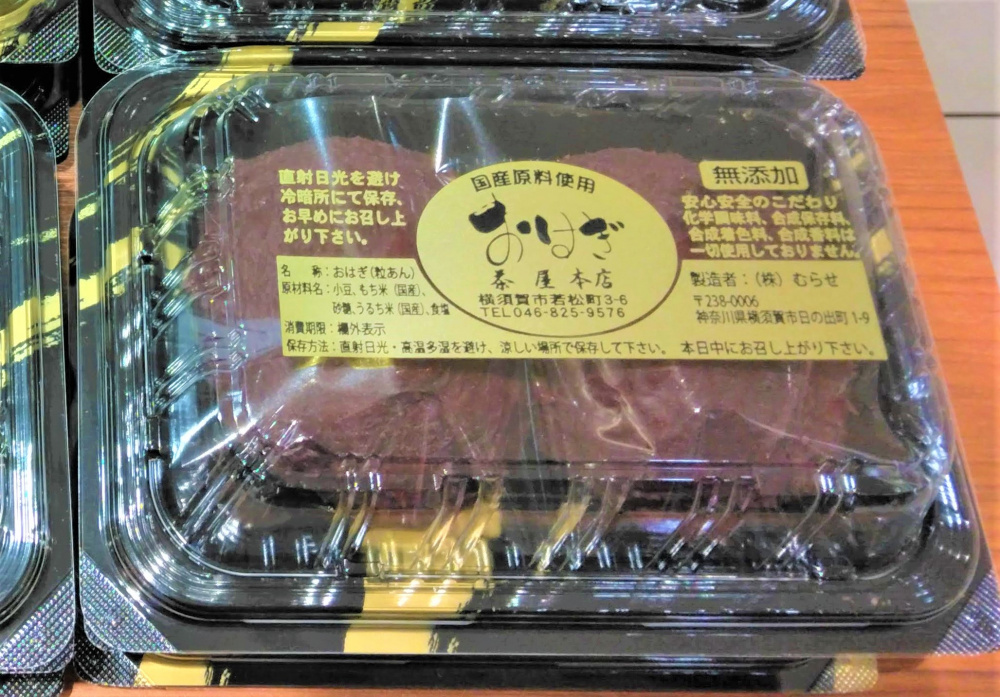 直射日光を避け
冷暗所にて保存、
お早めにお召し上
がり下さい。
国産原料使用
おはぎ
茶屋本店
横須賀市若松町3-6
TEL046-825-9576
無添加
安心安全のこだわり
化学調味料、合成保存料、
合成着色料、合成香料は
一切使用しておりません。
名　称：おはぎ(粒あん)
原材料名：小豆、もち米（国産）、
砂糖、うるち米（国産）、食塩
消費期限：欄外表示
保存方法：直射日光・高温多湿を避け、涼しい場所で保存して下さい。
製造者：（株）むらせ
〒238-0006
神奈川県横須賀市日の出町1-9
本日中にお召し上がり下さい。